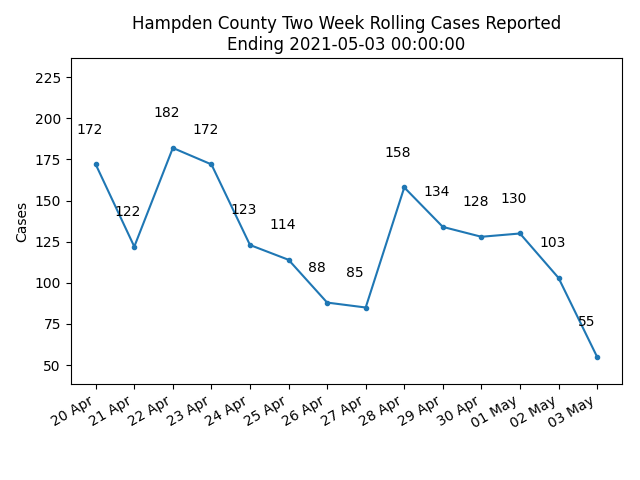 Hampden County Two Week Rolling Cases Reported
Ending 2021-05-03 00:00:00
Cases
225
200
175
150
125
100
75
50
172
122
182
172
123
114
88
85
158
134
128
130
103
55
20 Apr
21 Apr
22 Apr
23 Apr
24 Apr
25 Apr
26 Apr
27 Apr
28 Apr
29 Apr
30 Apr
01 May
02 May
03 May